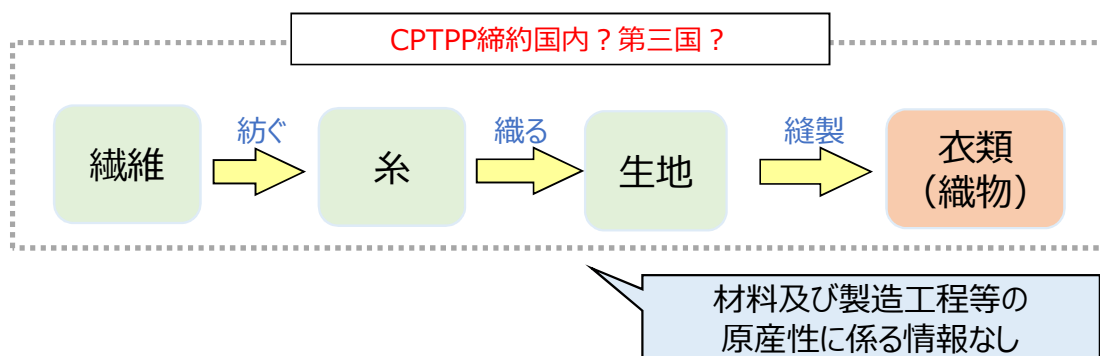 CPTPP締約国内？第三国？
紡ぐ
織る
縫製
繊維
糸
生地
衣類
（織物）
材料及び製造工程等の
原産性に係る情報なし